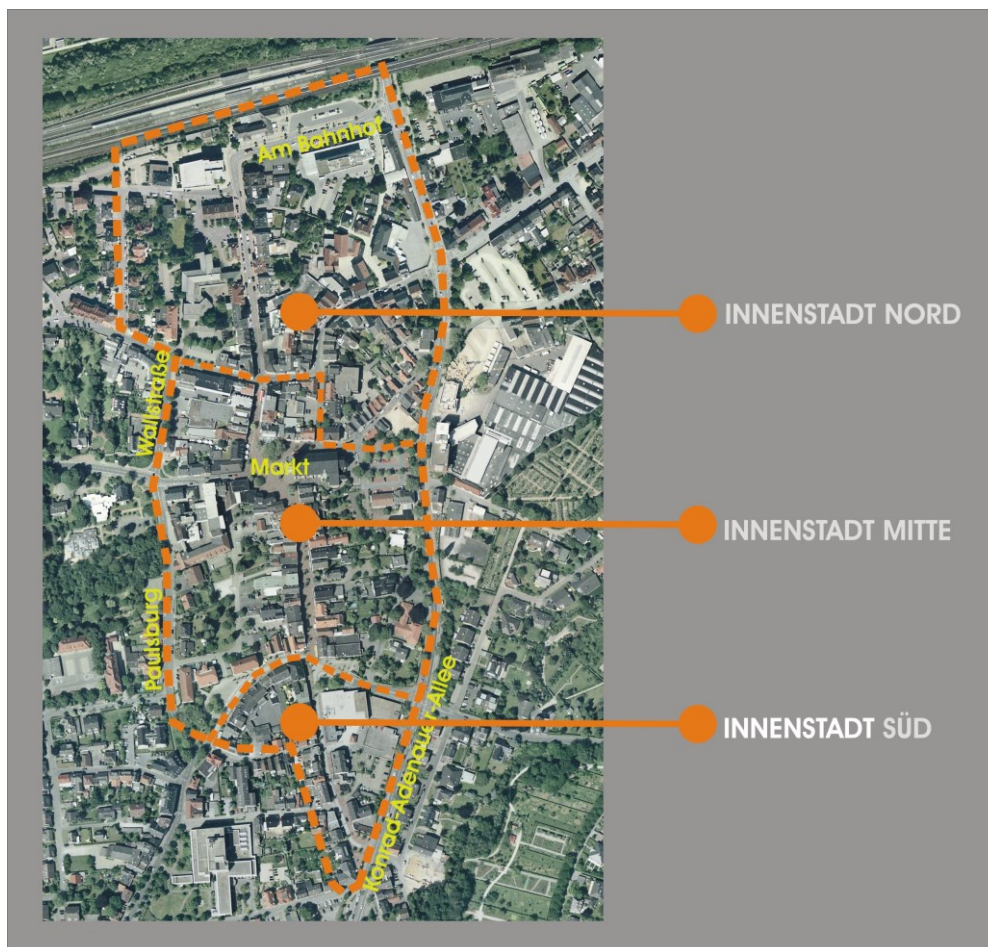 Am Bahnhof
INNENSTADT NORD
Wallstraße
Markt
INNENSTADT MITTE
Paulsburg
Konrad-Adenauer-Allee
INNENSTADT SÜD